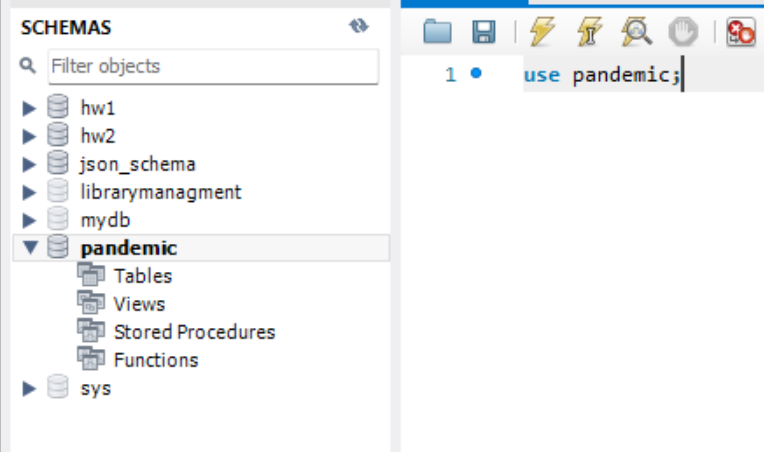 SCHEMAS
Filter objects
hw1
hw2
json_schema
librarymanagment
mydb
pandemic
Tables
Views
Stored Procedures
Functions
sys
1 use pandemic;